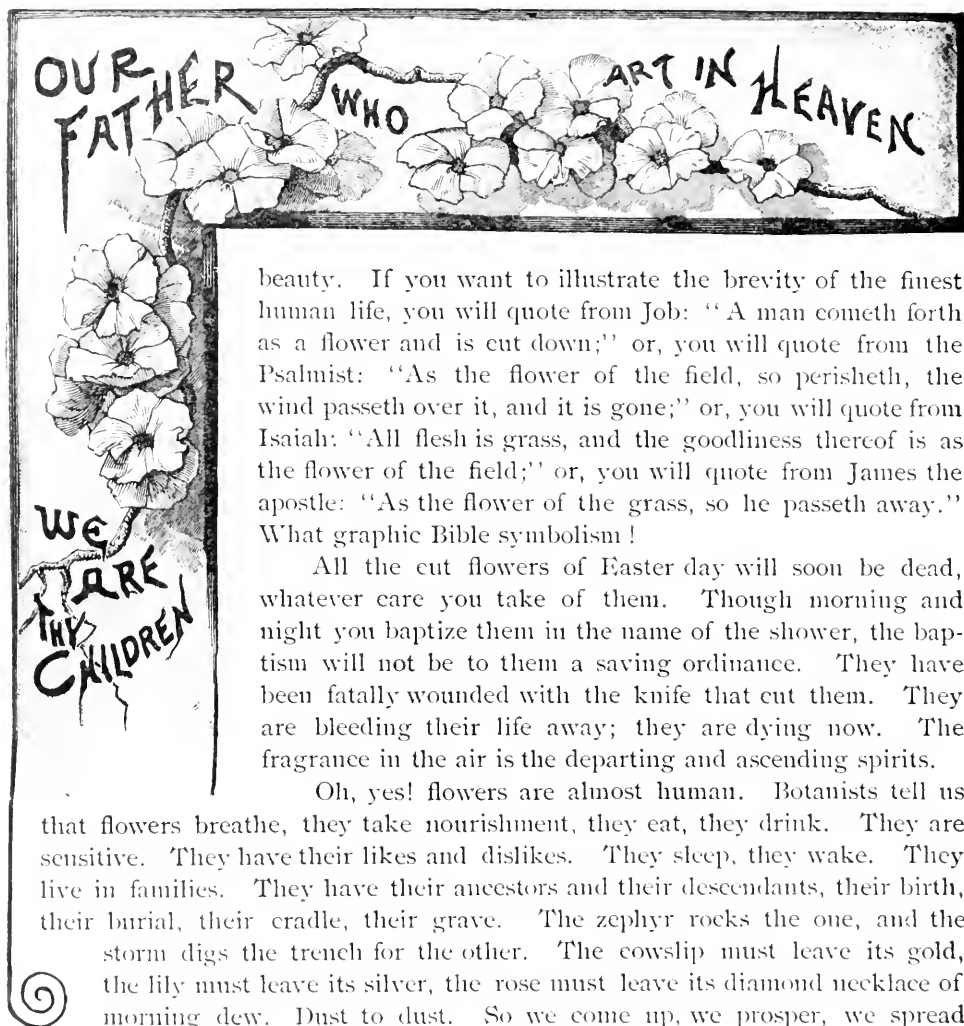 OUR
FATHER
WHO
ART IN HEAVEN
WE
ARE
THY
CHILDREN
beauty. If you want to illustrate the brevity of the finest
human life, you will quote from Job: "A man cometh forth
as a flower and is cut down;" or, you will quote from the
Psalmist: "As the flower of the field, so perisheth, the
wind passeth over it, and it is gone;" or, you will quote from
Isaiah: "All flesh is grass, and the goodliness thereof is as
the flower of the field;" or, you will quote from James the
apostle: "As the flower of the grass, so he passeth away."
What graphic Bible symbolism!
All the cut flowers of Easter day will soon be dead,
whatever care you take of them. Though morning and
night you baptize them in the name of the shower, the bap-
tism will not be to them a saving ordinance. They have
been fatally wounded with the knife that cut them. They
are bleeding their life away; they are dying now. The
fragrance in the air is the departing and ascending spirits.
Oh, yes! flowers are almost human. Botanists tell us
that flowers breathe, they take nourishment, they eat, they drink. They are
sensitive. They have their likes and dislikes. They sleep, they wake. They
live in families. They have their ancestors and their descendants, their birth,
their burial, their cradle, their grave. The zephyr rocks the one, and the
storm digs the trench for the other. The cowslip must leave its gold,
the lily must leave its silver, the rose must leave its diamond necklace of
morning dew. Dust to dust. So we come up, we prosper, we spread